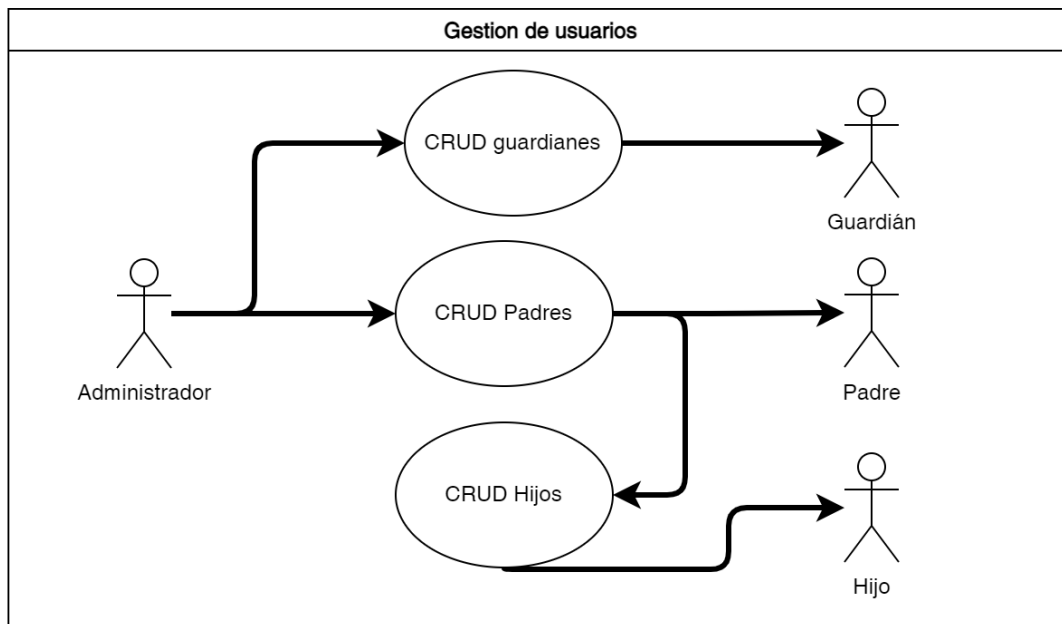 Gestion de usuarios
CRUD guardianes
Guardián
CRUD Padres
Administrador
Padre
CRUD Hijos
Hijo